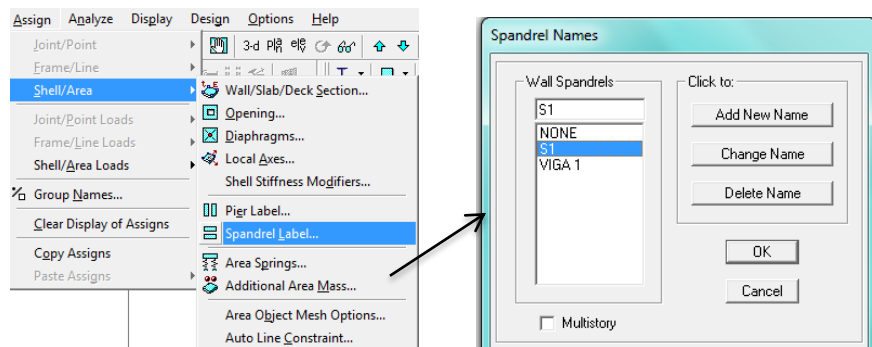 Assign Analyze Display Design Options Help
Joint/Point
Frame/Line
Shell/Area
Joint/Point Loads
Frame/Line Loads
Shell/Area Loads
Group Names...
Clear Display of Assigns
Copy Assigns
Paste Assigns
3-d
Wall/Slab/Deck Section...
Opening...
Diaphragms...
Local Axes...
Shell Stiffness Modifiers...
Pier Label...
Spandrel Label...
Area Springs...
Additional Area Mass...
Area Object Mesh Options...
Auto Line Constraint...
Spandrel Names
Wall Spandrels
S1
NONE
S1
VIGA 1
Multistory
Click to:
Add New Name
Change Name
Delete Name
OK
Cancel